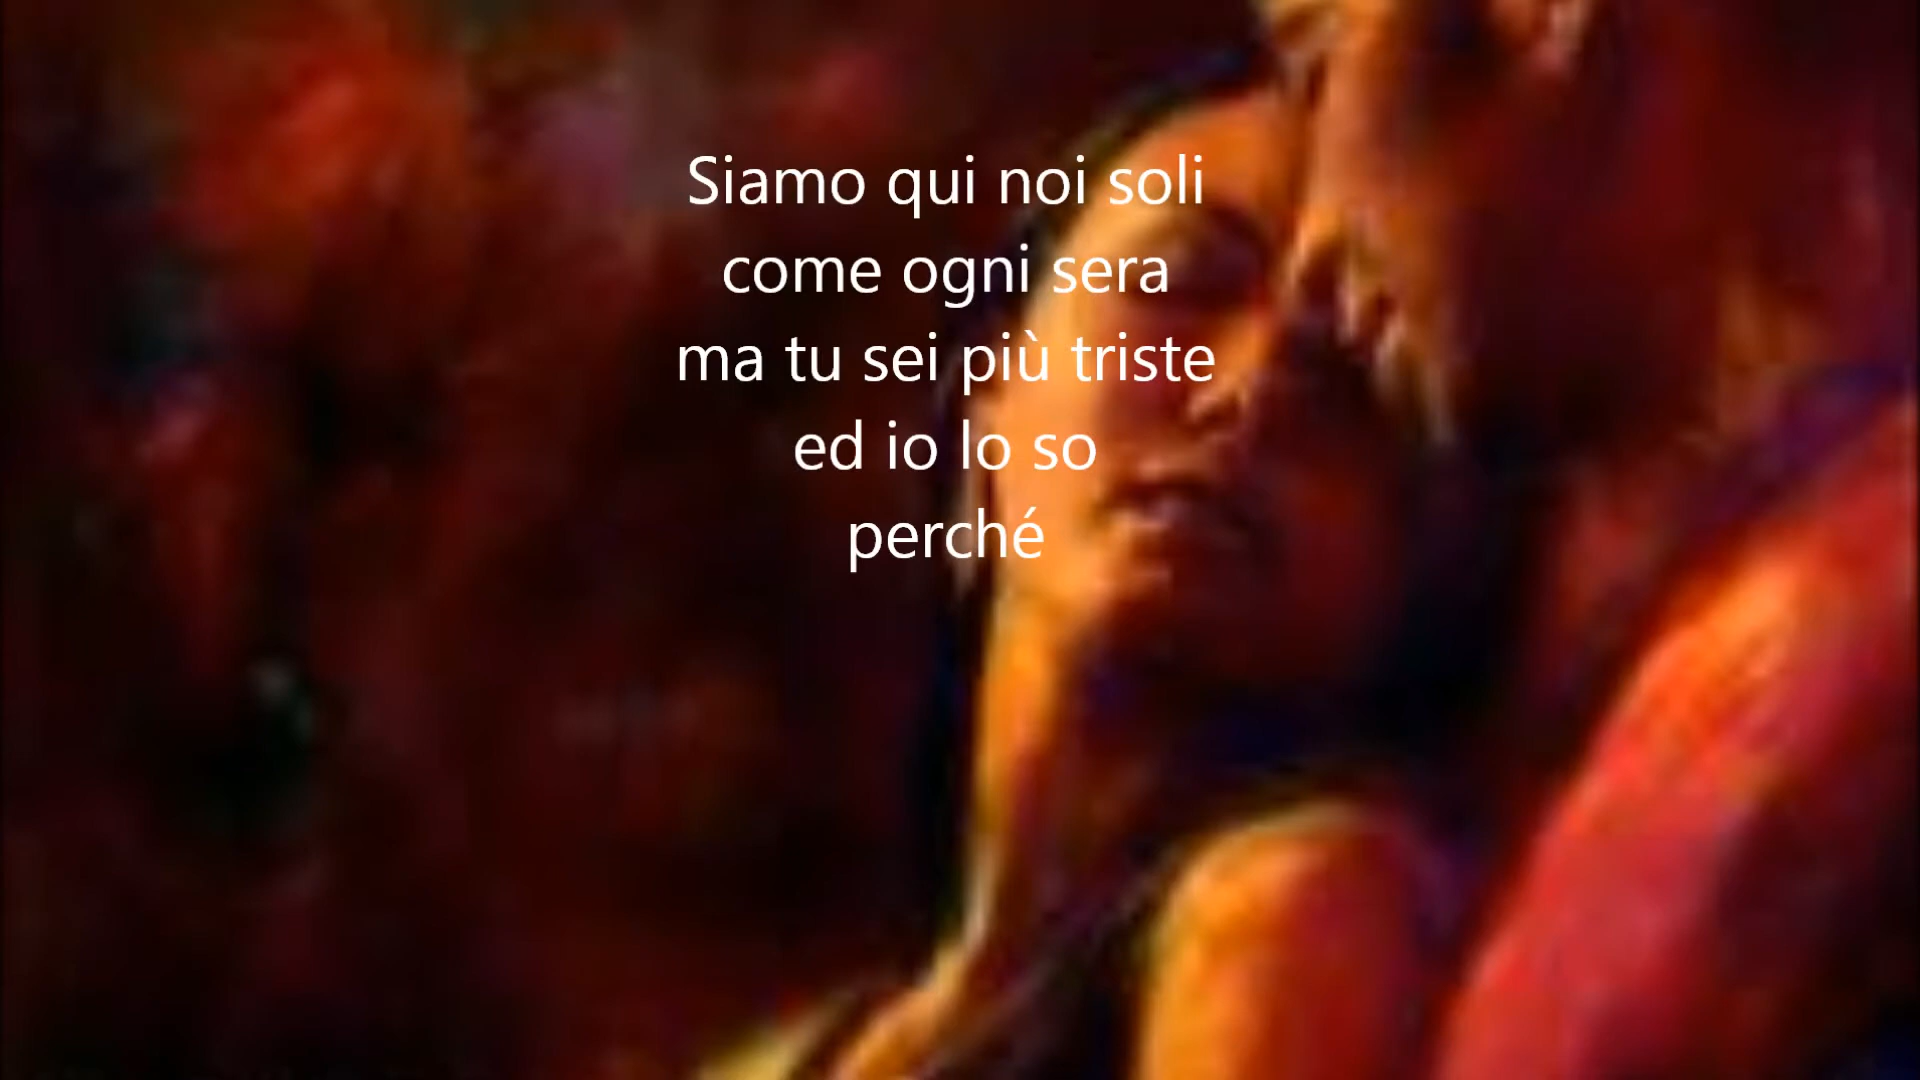 Siamo qui noi soli
come ogni sera
ma tu sei più triste
ed io lo so
perché